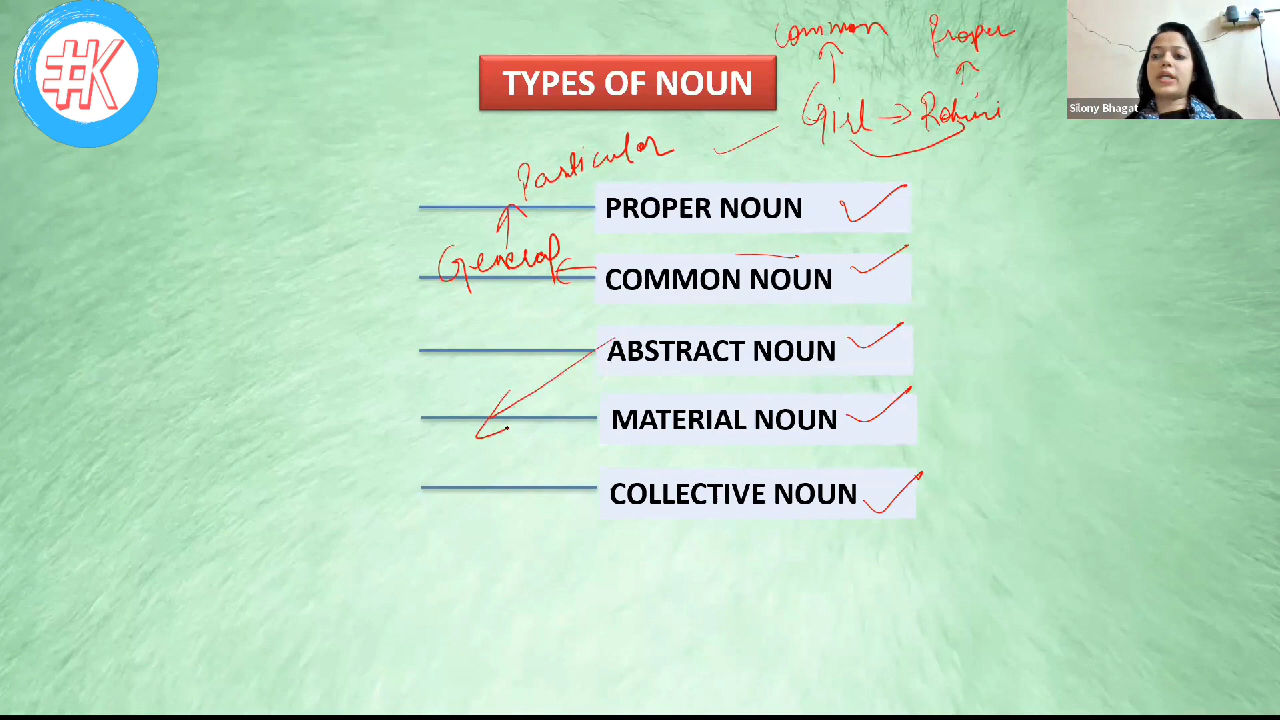 #K
Common Proper
TYPES OF NOUN
Girl → Rohini
Silony Bhagat
Particular
PROPER NOUN
General
COMMON NOUN
ABSTRACT NOUN
MATERIAL NOUN
COLLECTIVE NOUN